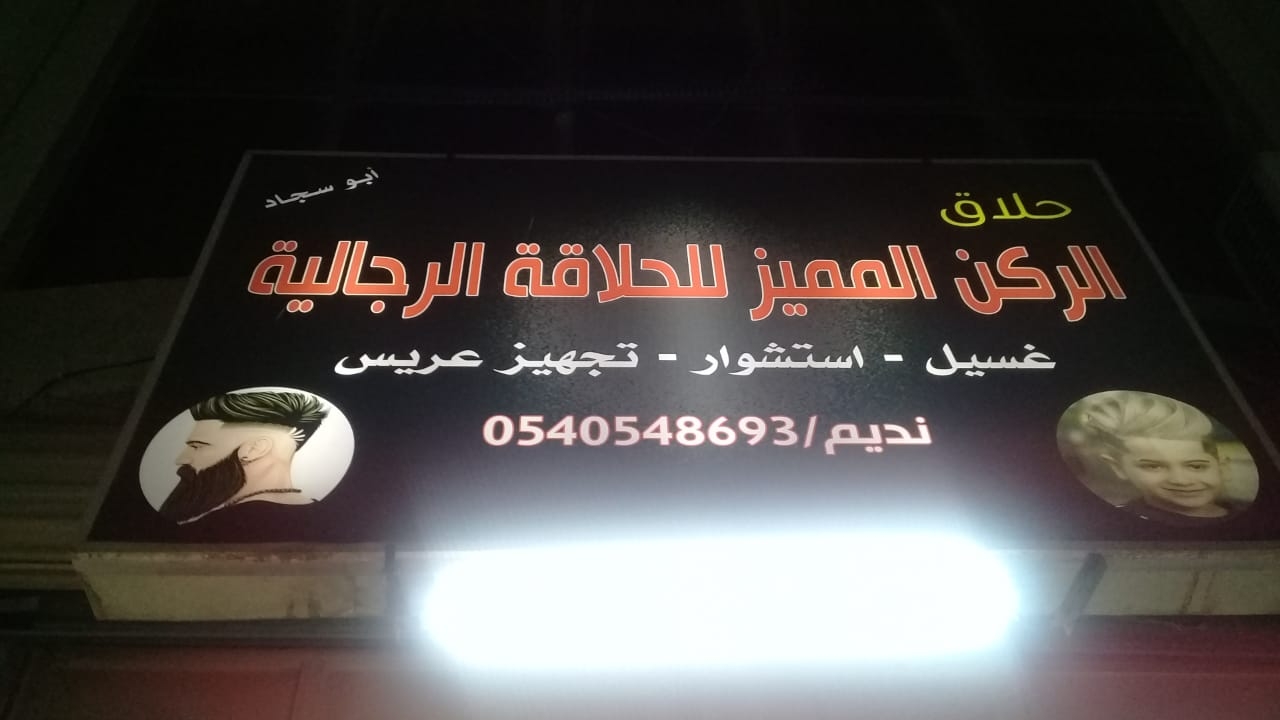 أبو سجاد
حلاق
الركن المميز للحلاقة الرجالية
غسيل - استشوار - تجهيز عريس
نديم/0540548693